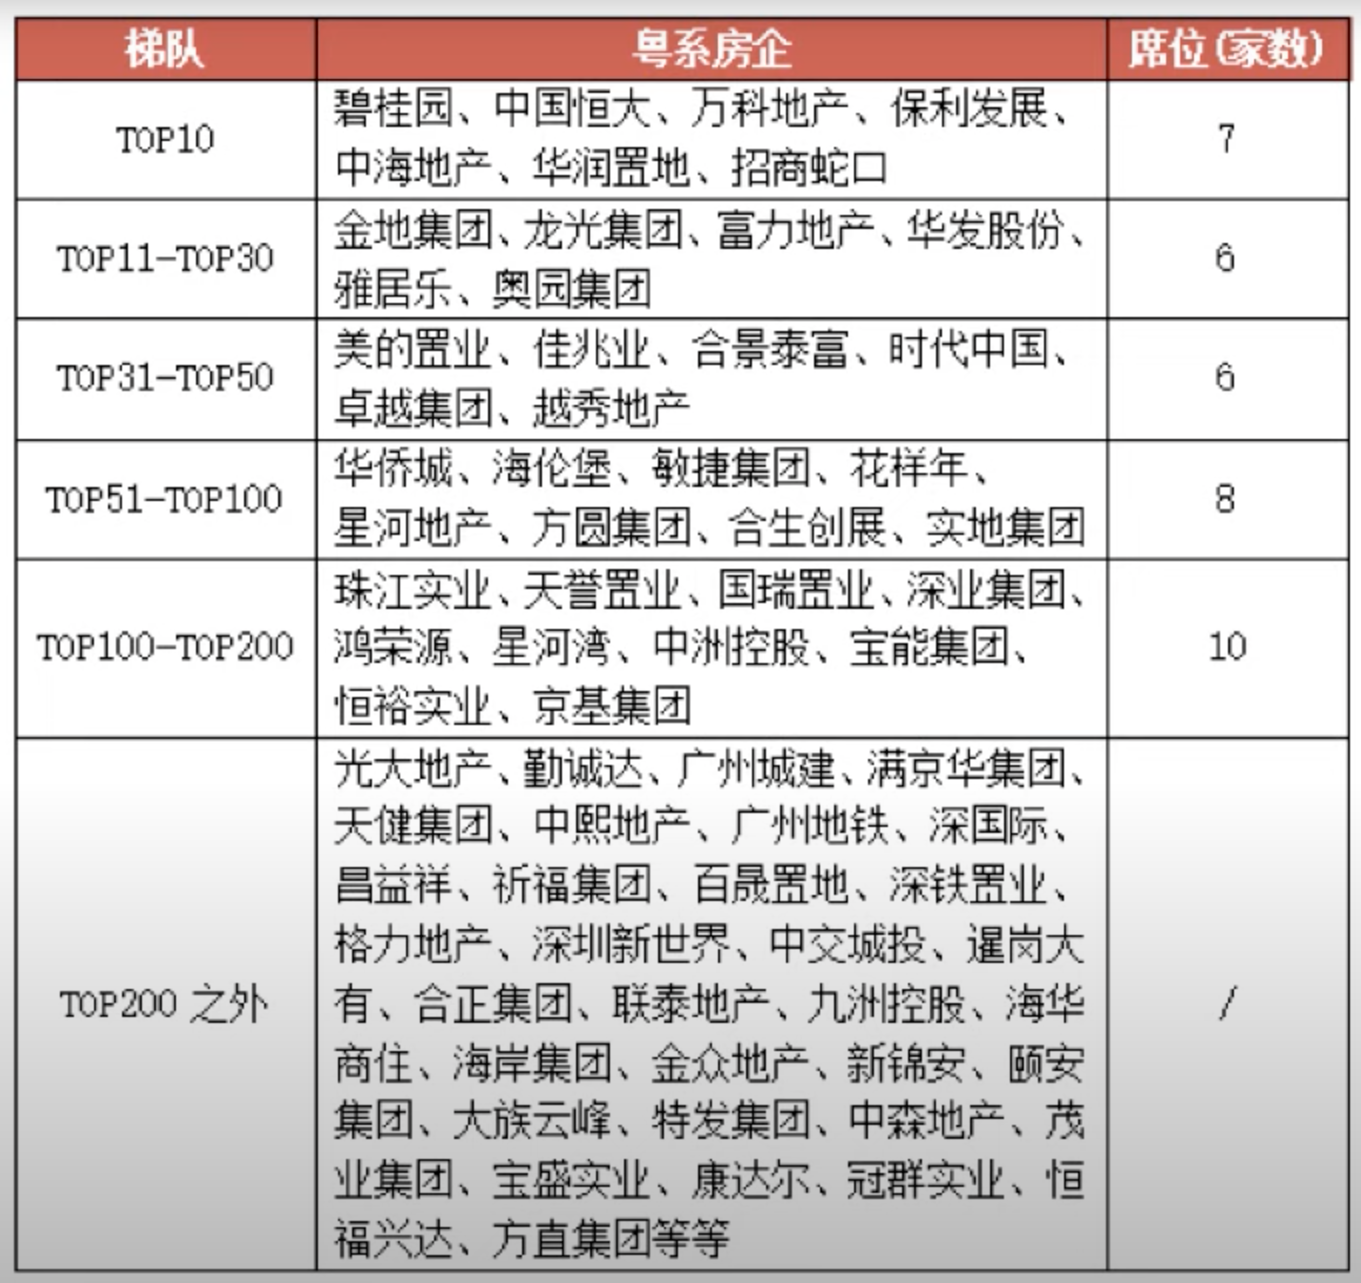 梯队 粤系房企 席位(家数)
TOP10
碧桂园、中国恒大、万科地产、保利发展、
中海地产、华润置地、招商蛇口
7
TOP11-TOP30
金地集团、龙光集团、富力地产、华发股份、
雅居乐、奥园集团
6
TOP31-TOP50
美的置业、佳兆业、合景泰富、时代中国、
卓越集团、越秀地产
6
TOP51-TOP100
华侨城、海伦堡、敏捷集团、花样年、
星河地产、方圆集团、合生创展、实地集团
8
TOP100-TOP200
珠江实业、天誉置业、国瑞置业、深业集团、
鸿荣源、星河湾、中洲控股、宝能集团、
恒裕实业、京基集团
10
TOP200 之外
光大地产、勤诚达、广州城建、满京华集团、
天健集团、中熙地产、广州地铁、深国际、
昌益祥、祈福集团、百晟置地、深铁置业、
格力地产、深圳新世界、中交城投、暹岗大
有、合正集团、联泰地产、九洲控股、海华
商住、海岸集团、金众地产、新锦安、颐安
集团、大族云峰、特发集团、中森地产、茂
业集团、宝盛实业、康达尔、冠群实业、恒
福兴达、方直集团等等
/